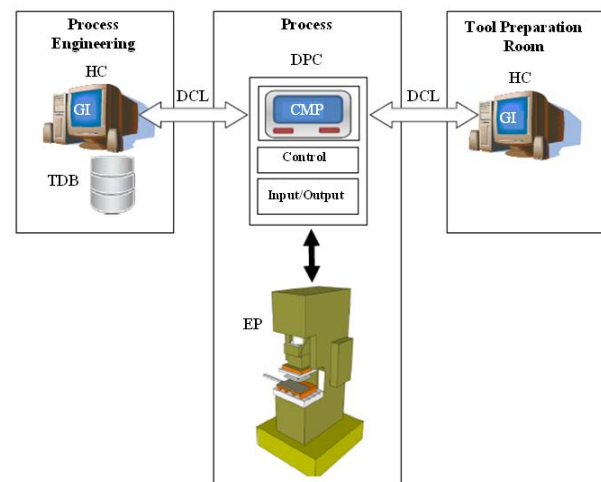 Process
Engineering
HC
GI
TDB
DCL
Process
DPC
CMP
Control
Input/Output
EP
DCL
Tool Preparation
Room
HC
GI